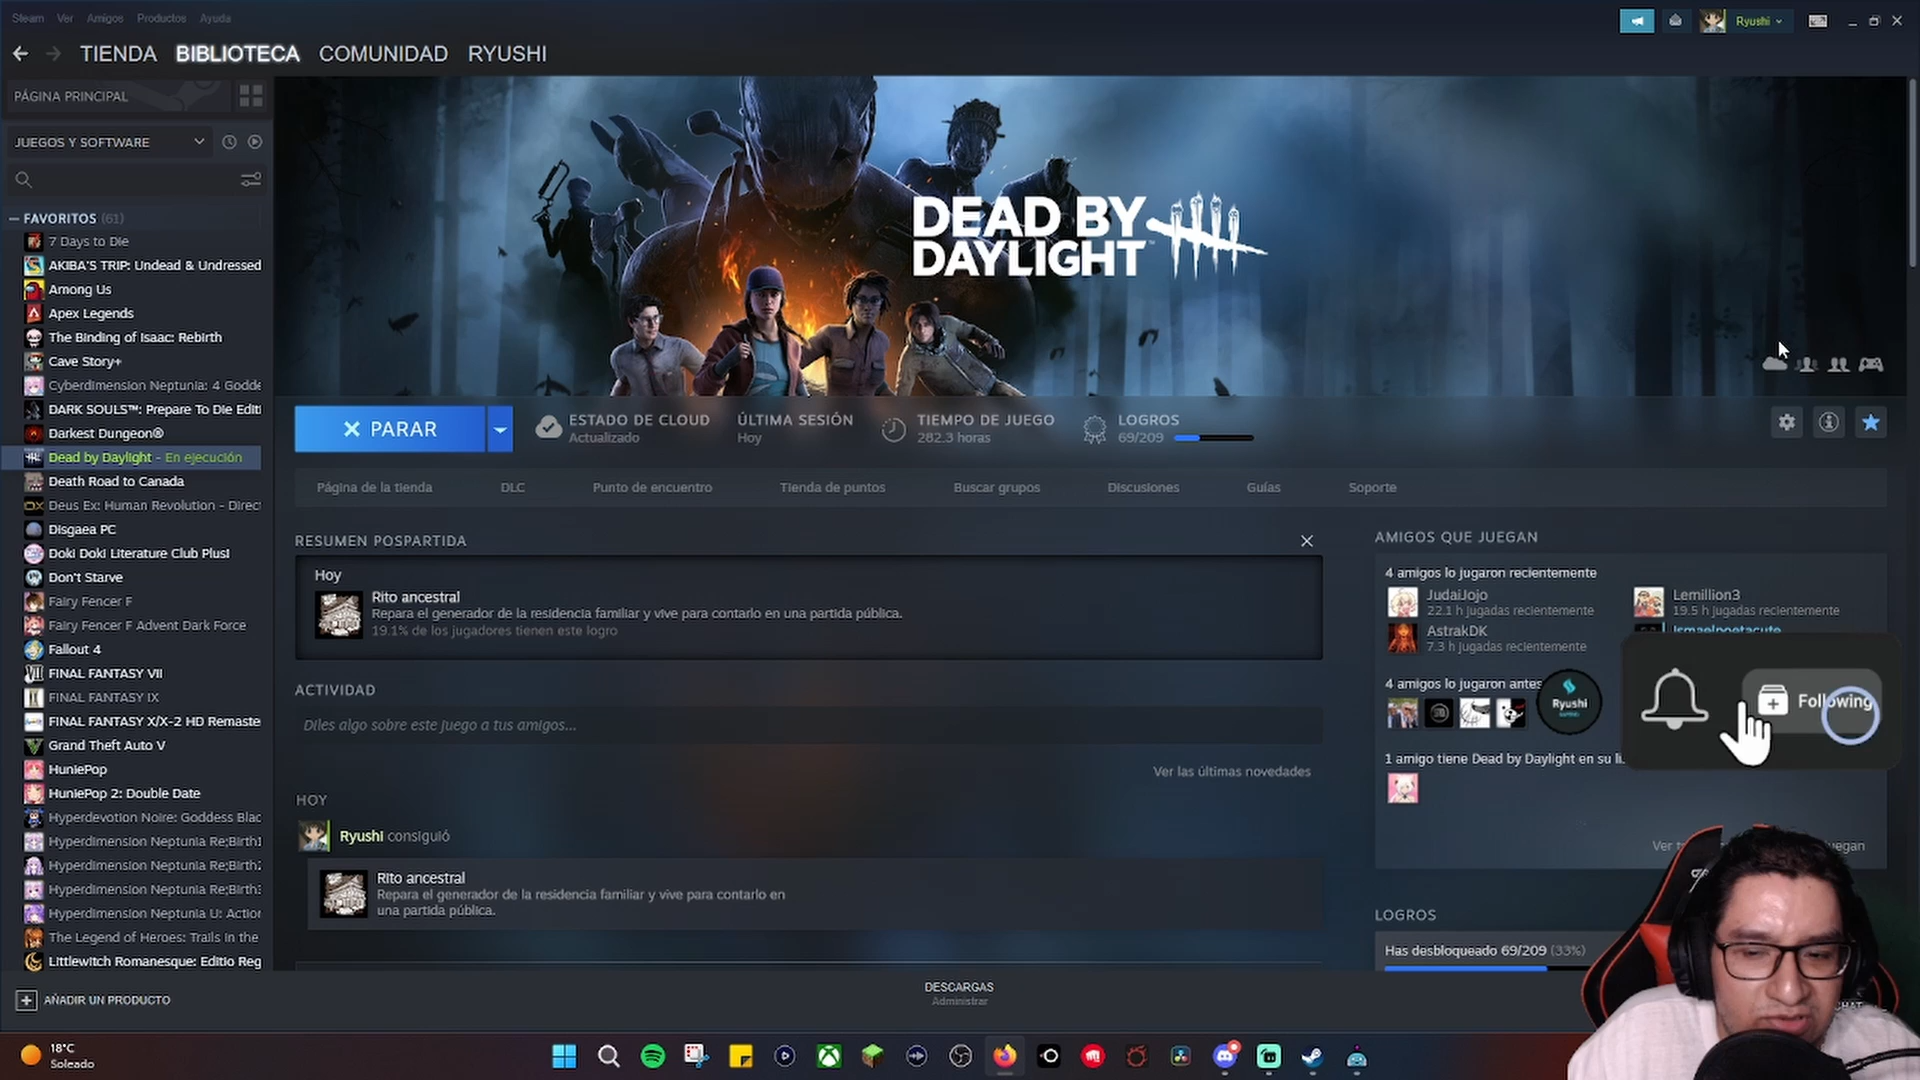 Steam Ver Amigos Productos Ayuda
Ryushi
TIENDA BIBLIOTECA COMUNIDAD RYUSHI
PÁGINA PRINCIPAL
JUEGOS Y SOFTWARE
FAVORITOS (61)
7 Days to Die
AKIBA'S TRIP: Undead & Undressed
Among Us
Apex Legends
The Binding of Isaac: Rebirth
Cave Story+
Cyberdimension Neptunia: 4 Godde
DARK SOULS™: Prepare To Die Editi
Darkest Dungeon®
Dead by Daylight - En ejecución
Death Road to Canada
Deus Ex: Human Revolution - Direc
Disgaea PC
Doki Doki Literature Club Plus!
Don't Starve
Fairy Fencer F
Fairy Fencer F Advent Dark Force
Fallout 4
FINAL FANTASY VII
FINAL FANTASY IX
FINAL FANTASY X/X-2 HD Remaste
Grand Theft Auto V
HuniePop
HuniePop 2: Double Date
Hyperdevotion Noire: Goddess Blac
Hyperdimension Neptunia Re;Birth1
Hyperdimension Neptunia Re;Birth2
Hyperdimension Neptunia Re;Birth3
Hyperdimension Neptunia U: Action
The Legend of Heroes: Trails in the
Littlewitch Romanesque: Editio Reg
AÑADIR UN PRODUCTO
DEAD BY
DAYLIGHT™
PARAR
ESTADO DE CLOUD
Actualizado
ÚLTIMA SESIÓN
Hoy
TIEMPO DE JUEGO
282.3 horas
LOGROS
69/209
Página de la tienda DLC Punto de encuentro Tienda de puntos Buscar grupos Discusiones Guías Soporte
RESUMEN POSPARTIDA
Hoy
Rito ancestral
Repara el generador de la residencia familiar y vive para contarlo en una partida pública.
19.1% de los jugadores tienen este logro
ACTIVIDAD
Diles algo sobre este juego a tus amigos...
Ver las últimas novedades
HOY
Ryushi consiguió
Rito ancestral
Repara el generador de la residencia familiar y vive para contarlo en
una partida pública.
AMIGOS QUE JUEGAN
4 amigos lo jugaron recientemente
JudaiJojo
22.1 h jugadas recientemente
Lemillion3
19.5 h jugadas recientemente
AstrakDK
7.3 h jugadas recientemente
Ismaelpoetacute
4 amigos lo jugaron antes
Ryushi
GAMING
Following
1 amigo tiene Dead by Daylight en su li
Ver t
uegan
LOGROS
Has desbloqueado 69/209 (33%)
DESCARGAS
Administrar
CHAT
18°C
Soleado